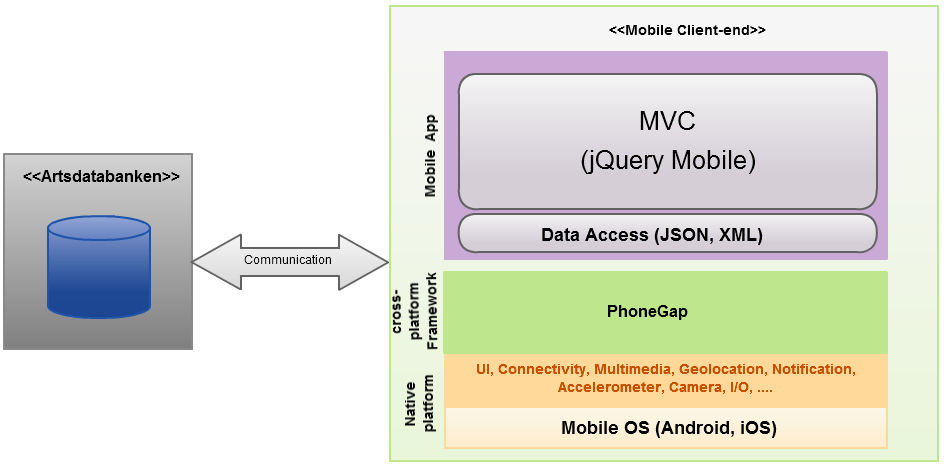 <<Mobile Client-end>>
Mobile App
MVC
(jQuery Mobile)
Data Access (JSON, XML)
<<Artsdatabanken>>
Communication
cross-
platform
Framework
PhoneGap
Native
platform
UI, Connectivity, Multimedia, Geolocation, Notification,
Accelerometer, Camera, I/O, ....
Mobile OS (Android, iOS)